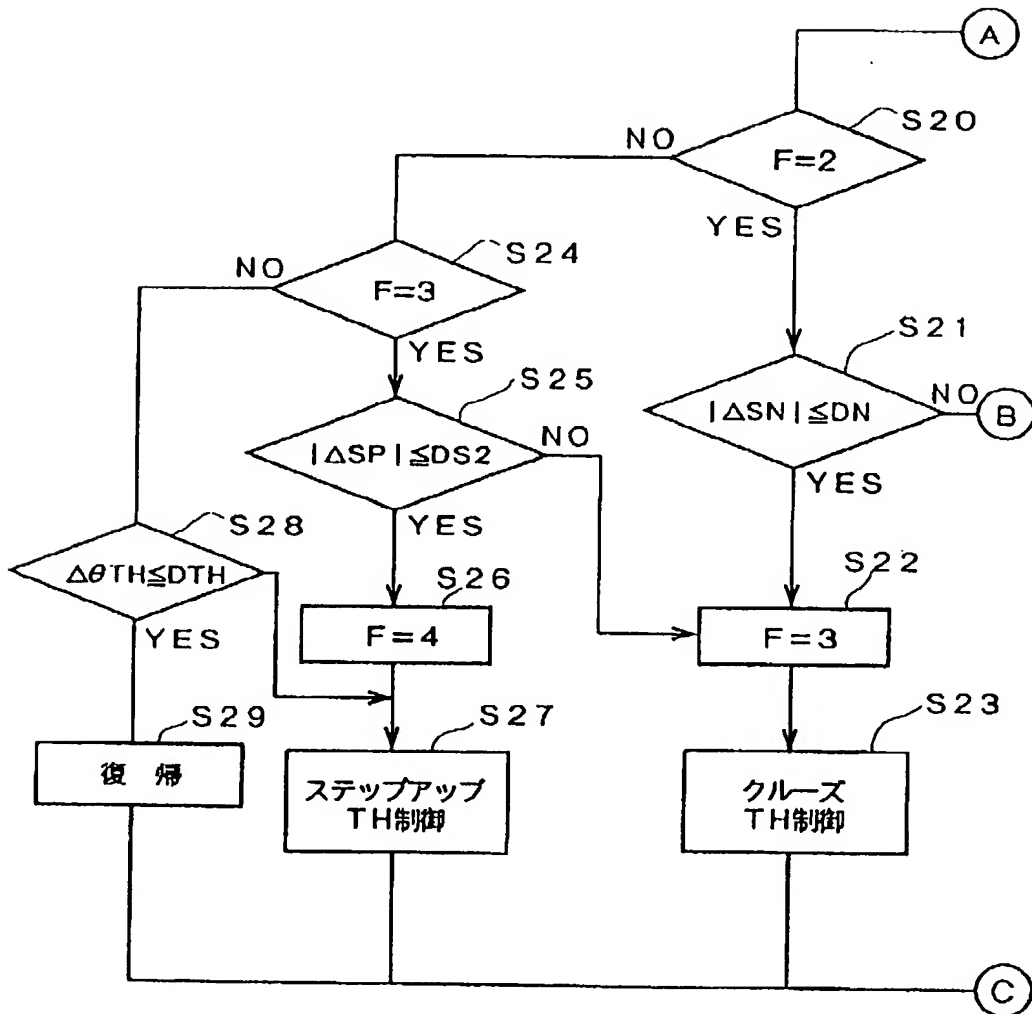 A
S20
NO
F=2
YES
S24
NO
F=3
YES
S21
|ΔSN|≦DN
NO
B
YES
S25
|ΔSP|≦DS2
NO
YES
S28
ΔθTH≦DTH
YES
S26
F=4
S22
F=3
S29
復帰
S27
ステップアップ
TH制御
S23
クルーズ
TH制御
C